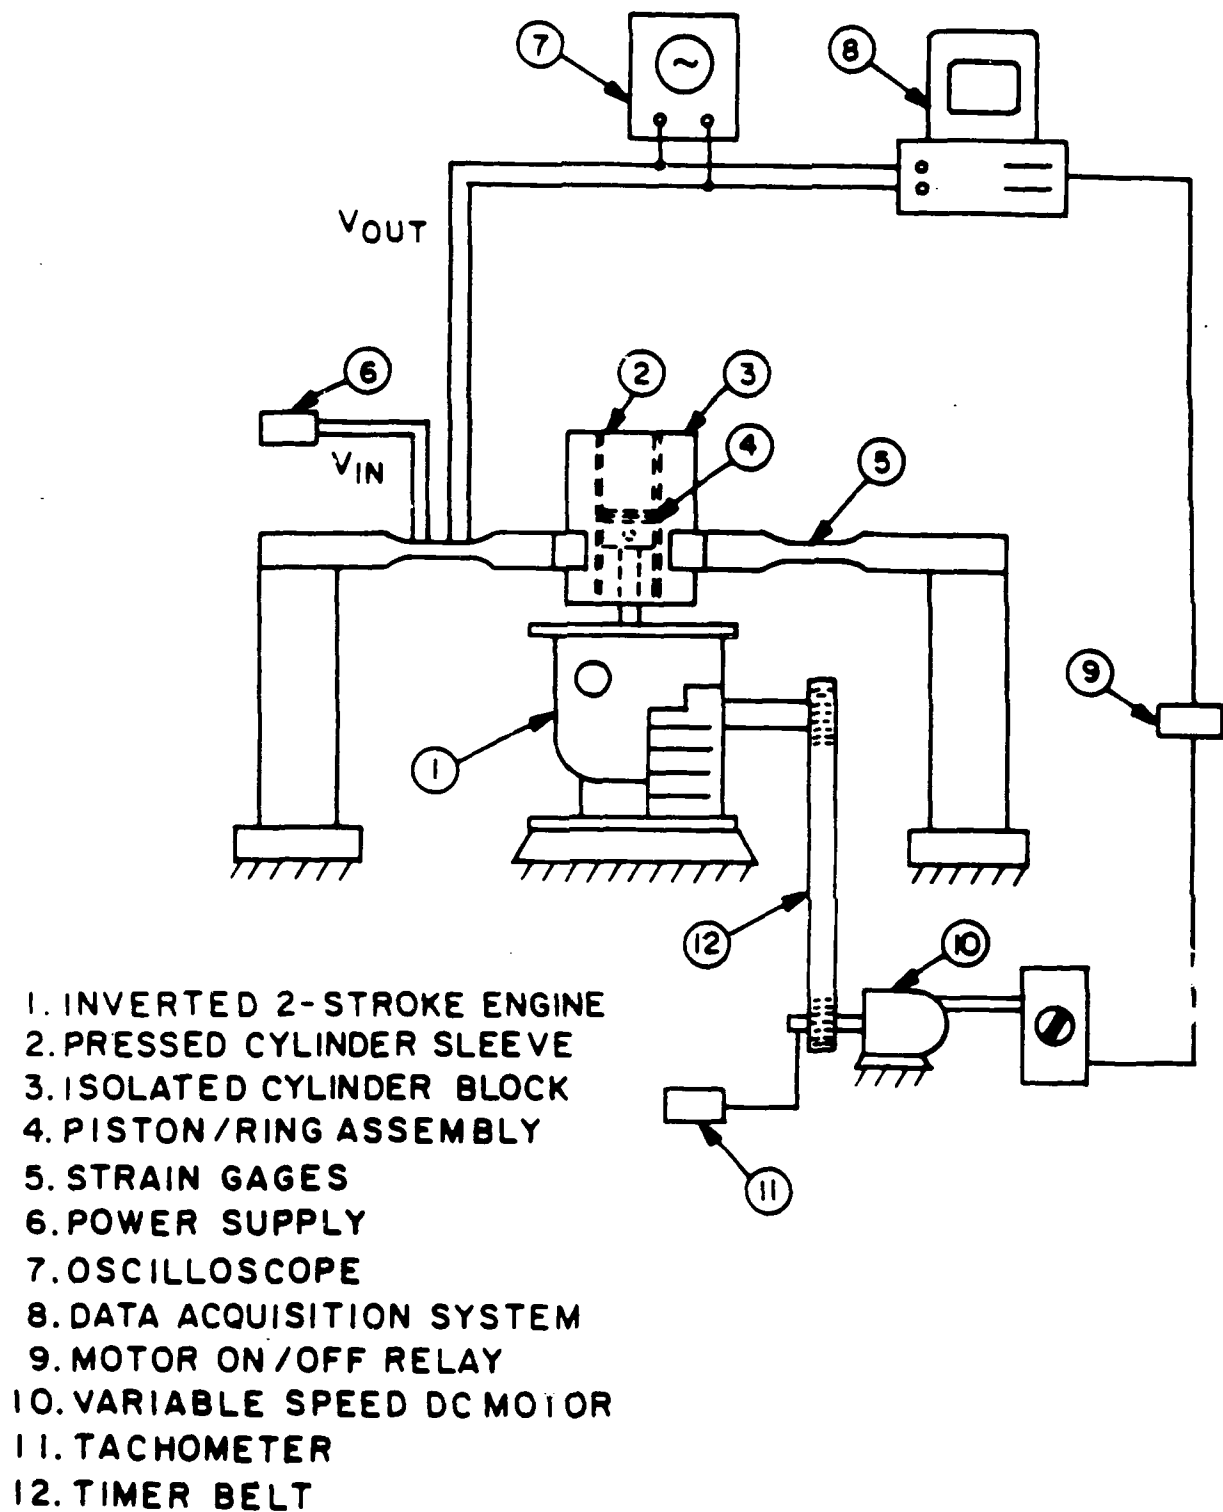 7
8
V OUT
6
2
3
4
5
V IN
9
1
12
10
11
1. INVERTED 2-STROKE ENGINE
2. PRESSED CYLINDER SLEEVE
3. ISOLATED CYLINDER BLOCK
4. PISTON/RING ASSEMBLY
5. STRAIN GAGES
6. POWER SUPPLY
7. OSCILLOSCOPE
8. DATA ACQUISITION SYSTEM
9. MOTOR ON/OFF RELAY
10. VARIABLE SPEED DC MOTOR
11. TACHOMETER
12. TIMER BELT